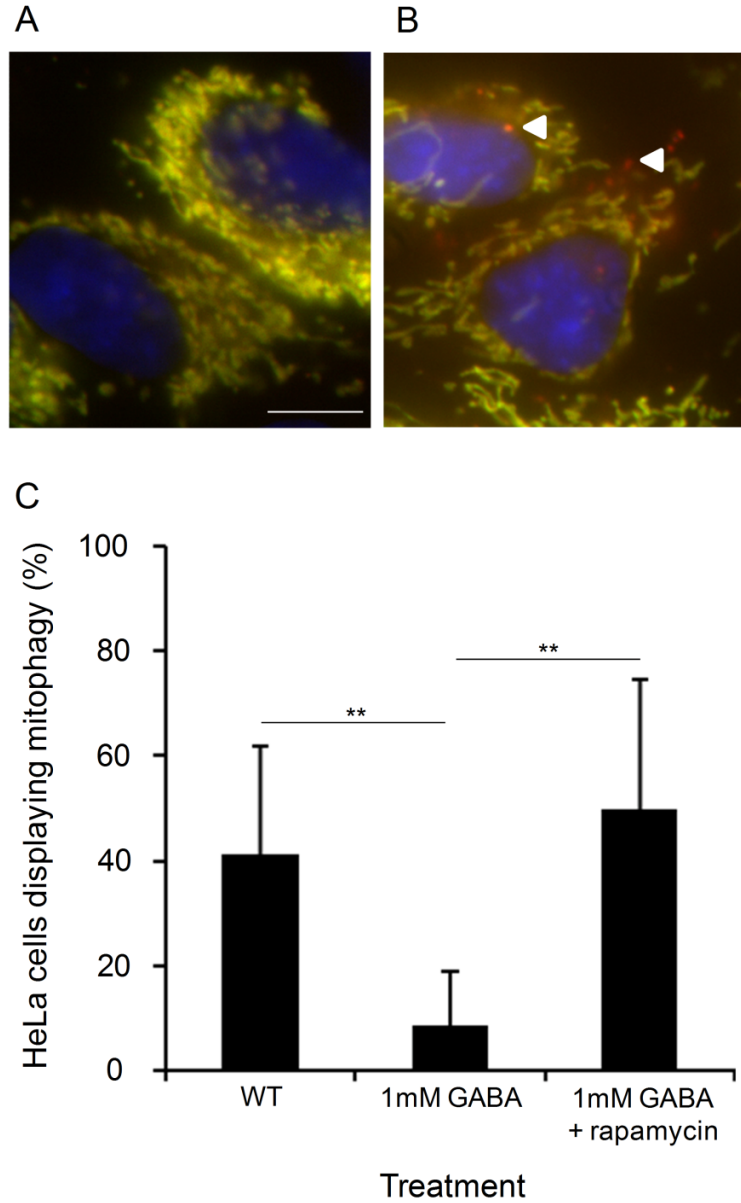 A
B
C
HeLa cells displaying mitophagy (%)
100
80
60
40
20
0
**
**
WT
1mM GABA
1mM GABA
+ rapamycin
Treatment